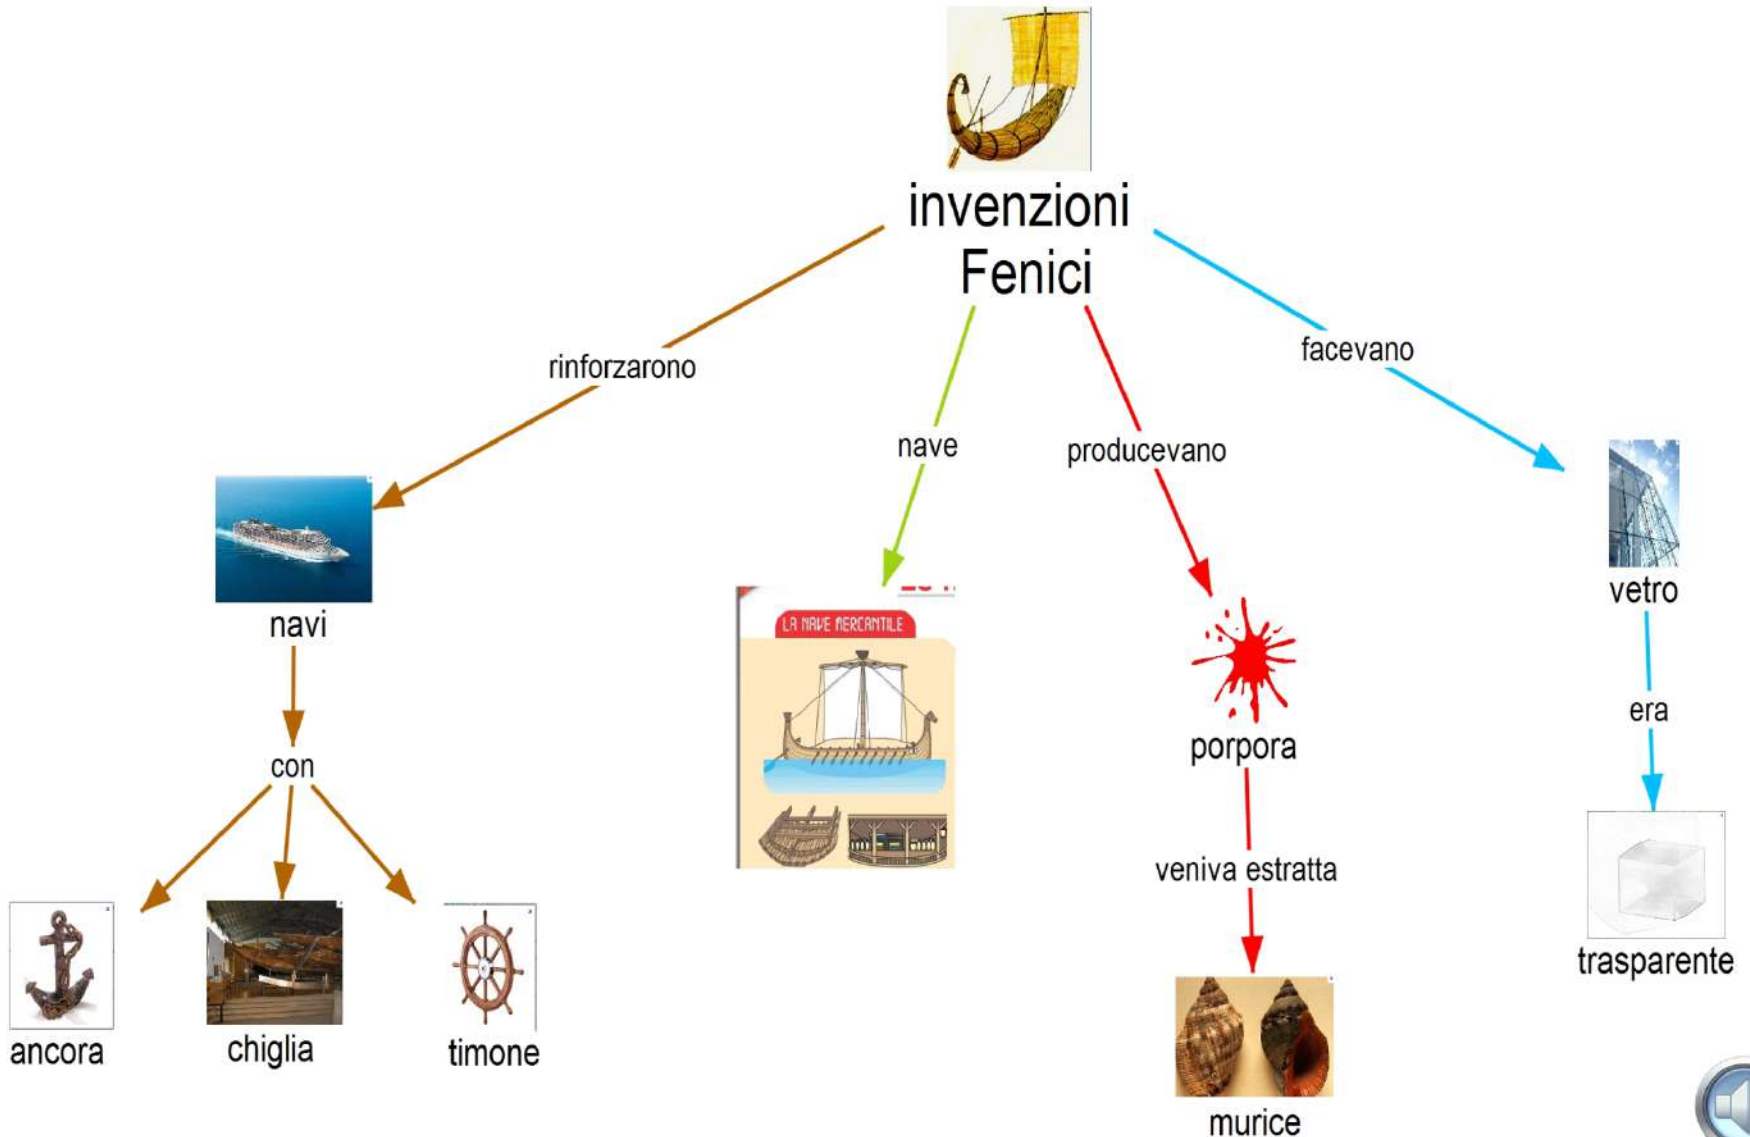 invenzioni
Fenici
rinforzarono
nave
producevano
facevano
navi
con
ancora
chiglia
timone
LA NAVE MERCANTILE
porpora
veniva estratta
murice
vetro
era
trasparente